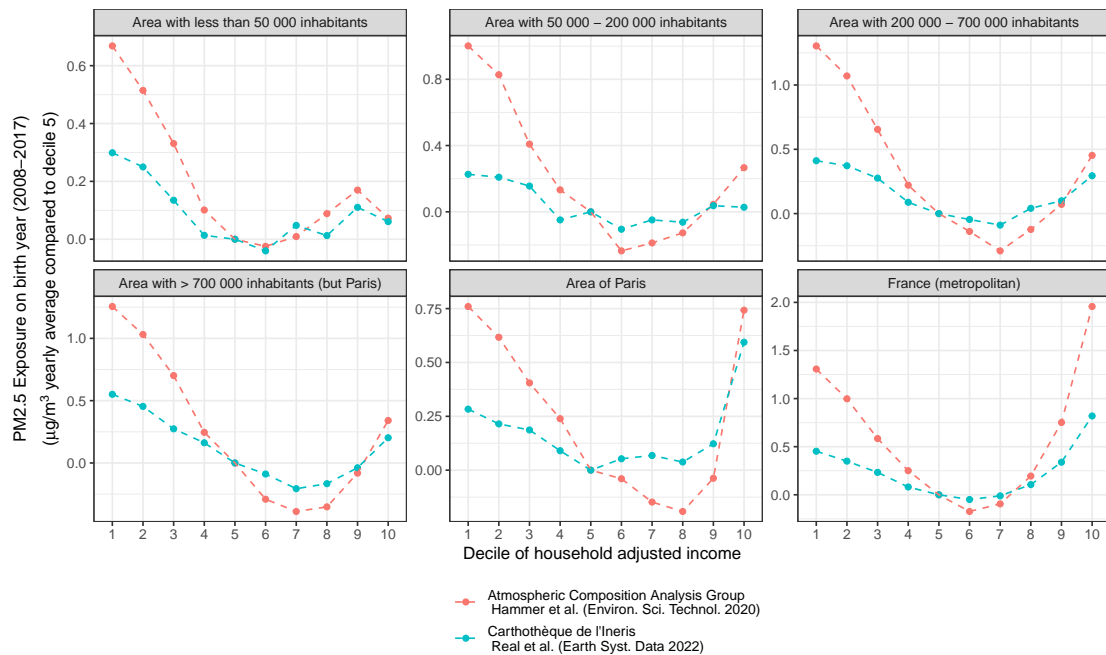 Area with less than 50 000 inhabitants
Area with 50 000 − 200 000 inhabitants
Area with 200 000 − 700 000 inhabitants
0.6
0.4
0.2
0.0
0.8
0.4
0.0
1.0
0.5
0.0
Area with > 700 000 inhabitants (but Paris)
Area of Paris
France (metropolitan)
1.0
0.5
0.0
0.75
0.50
0.25
0.00
2.0
1.5
1.0
0.5
0.0
1 2 3 4 5 6 7 8 9 10
1 2 3 4 5 6 7 8 9 10
1 2 3 4 5 6 7 8 9 10
PM2.5 Exposure on birth year (2008−2017)
(μg/m³ yearly average compared to decile 5)
Decile of household adjusted income
Atmospheric Composition Analysis Group
Hammer et al. (Environ. Sci. Technol. 2020)
Carthothèque de l'Ineris
Real et al. (Earth Syst. Data 2022)